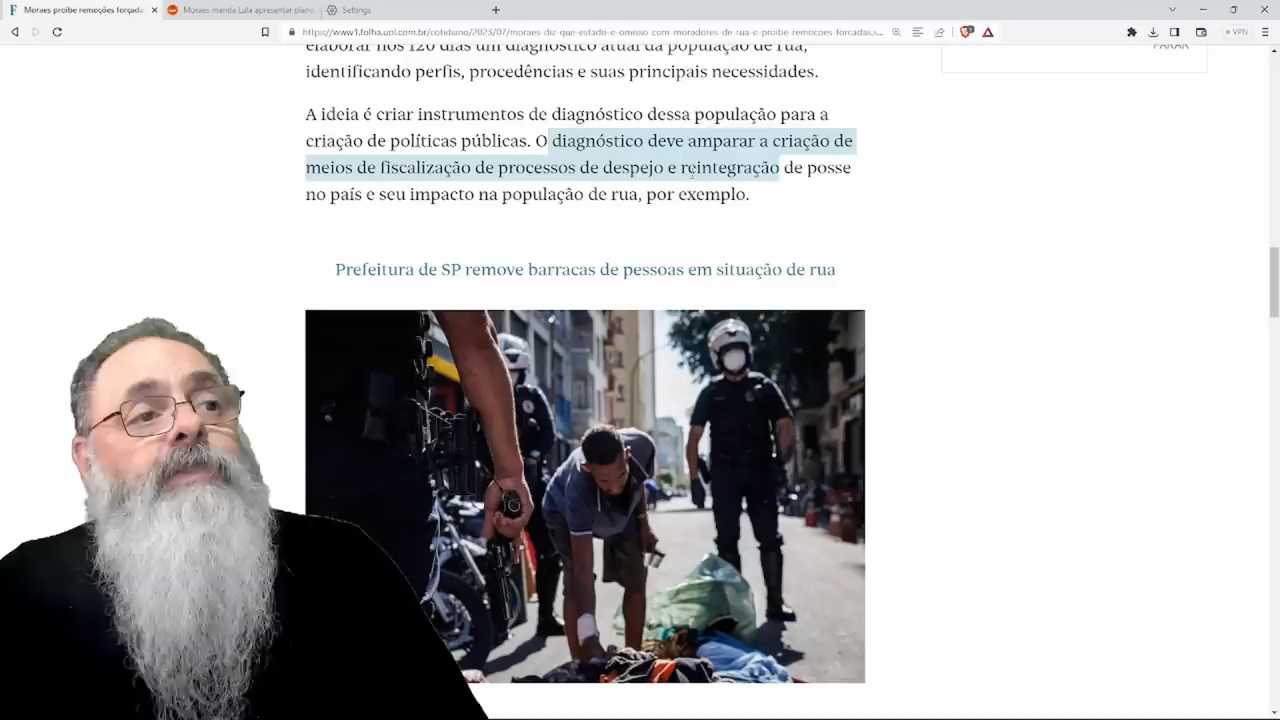 Moraes proíbe remoções forçada
Moraes manda Lula apresentar plano
Settings
https://www1.folha.uol.com.br/cotidiano/2023/07/moraes-diz-que-estado-e-omisso-com-moradores-de-rua-e-proibe-remocoes-forcadas.s...
VPN
elaborar nos 120 dias um diagnóstico atual da população de rua,
identificando perfis, procedências e suas principais necessidades.
A ideia é criar instrumentos de diagnóstico dessa população para a
criação de políticas públicas. O diagnóstico deve amparar a criação de
meios de fiscalização de processos de despejo e reintegração de posse
no país e seu impacto na população de rua, por exemplo.
Prefeitura de SP remove barracas de pessoas em situação de rua